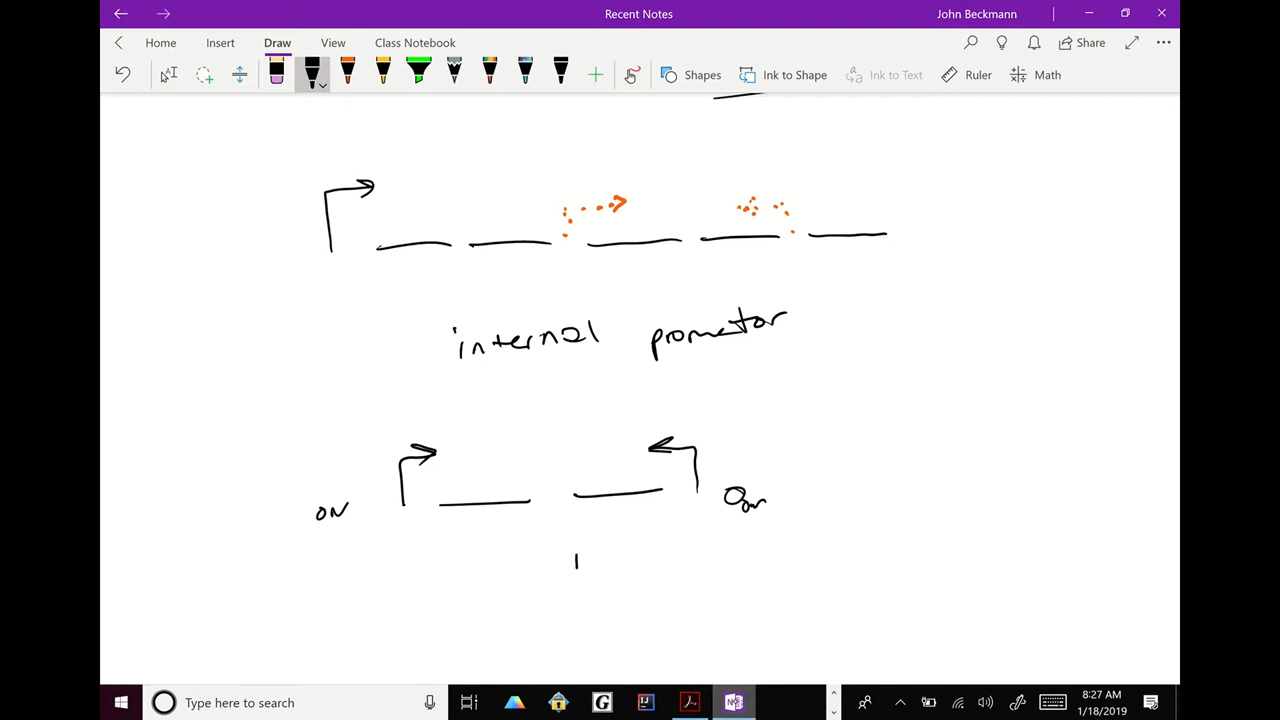 Recent Notes
John Beckmann
Home Insert Draw View Class Notebook
Share
Shapes Ink to Shape Ink to Text Ruler Math
internal promotor
ON
Type here to search
8:27 AM
1/18/2019